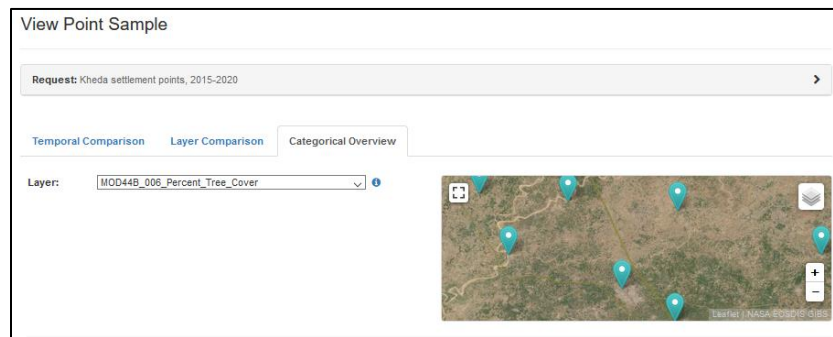 View Point Sample
Request: Kheda settlement points, 2015-2020
Temporal Comparison Layer Comparison Categorical Overview
Layer: MOD44B_006_Percent_Tree_Cover
+
−
Leaflet | NASA EOSDIS GIBS